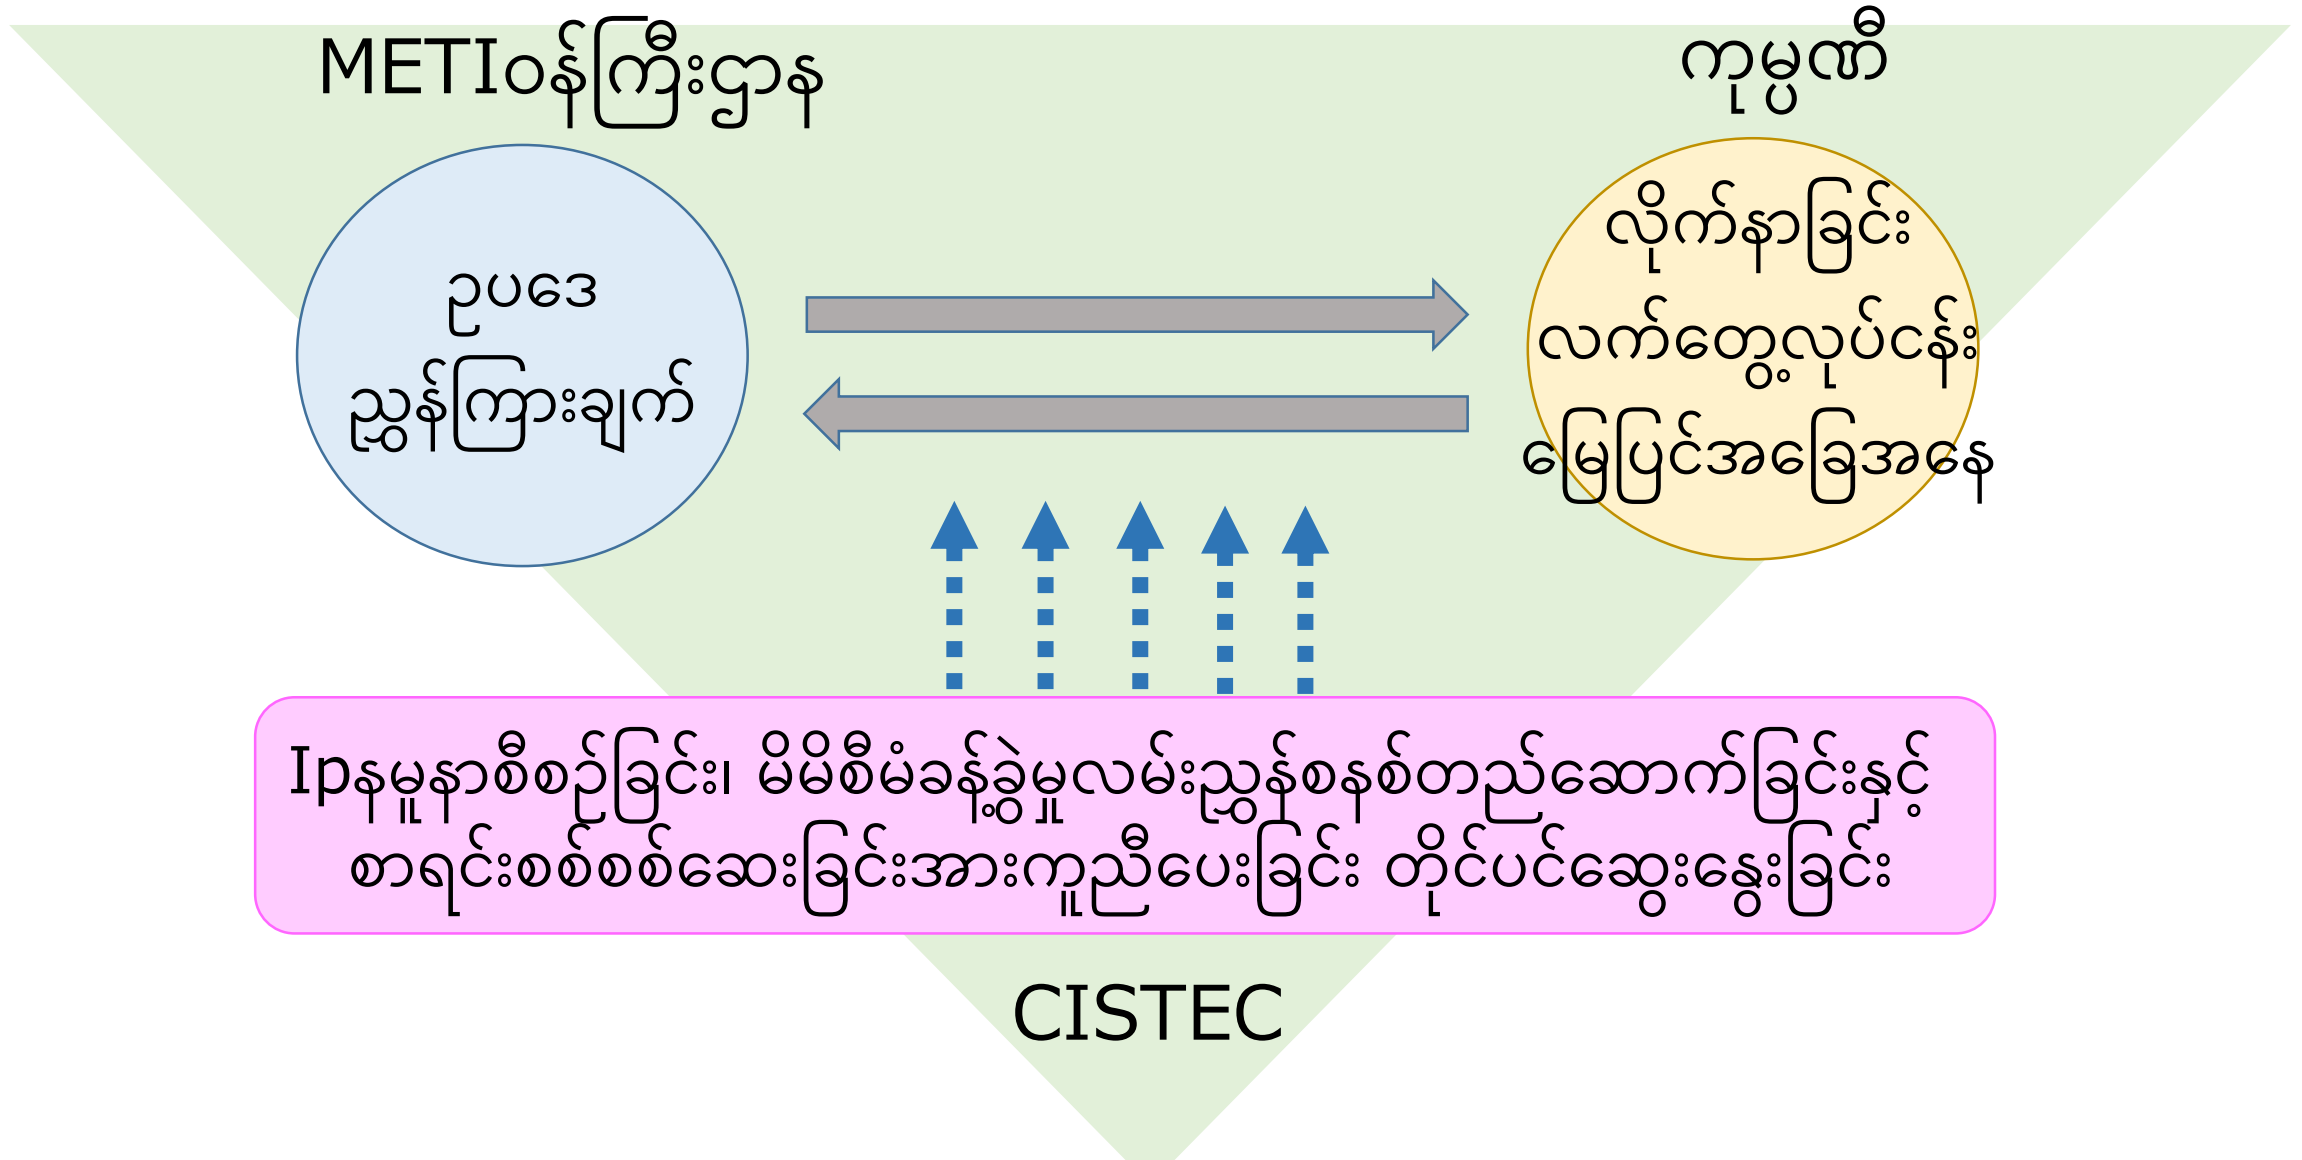 METIဝန်ကြီးဌာန
ကုမ္ပဏီ
ဥပဒေ
ညွှန်ကြားချက်
လိုက်နာခြင်း
လက်တွေ့လုပ်ငန်း
မြေပြင်အခြေအနေ
Ipနမူနာစီစဉ်ခြင်း၊ မိမိစီမံခန့်ခွဲမှုလမ်းညွှန်စနစ်တည်ဆောက်ခြင်းနှင့်
စာရင်းစစ်စစ်ဆေးခြင်းအားကူညီပေးခြင်း တိုင်ပင်ဆွေးနွေးခြင်း
CISTEC